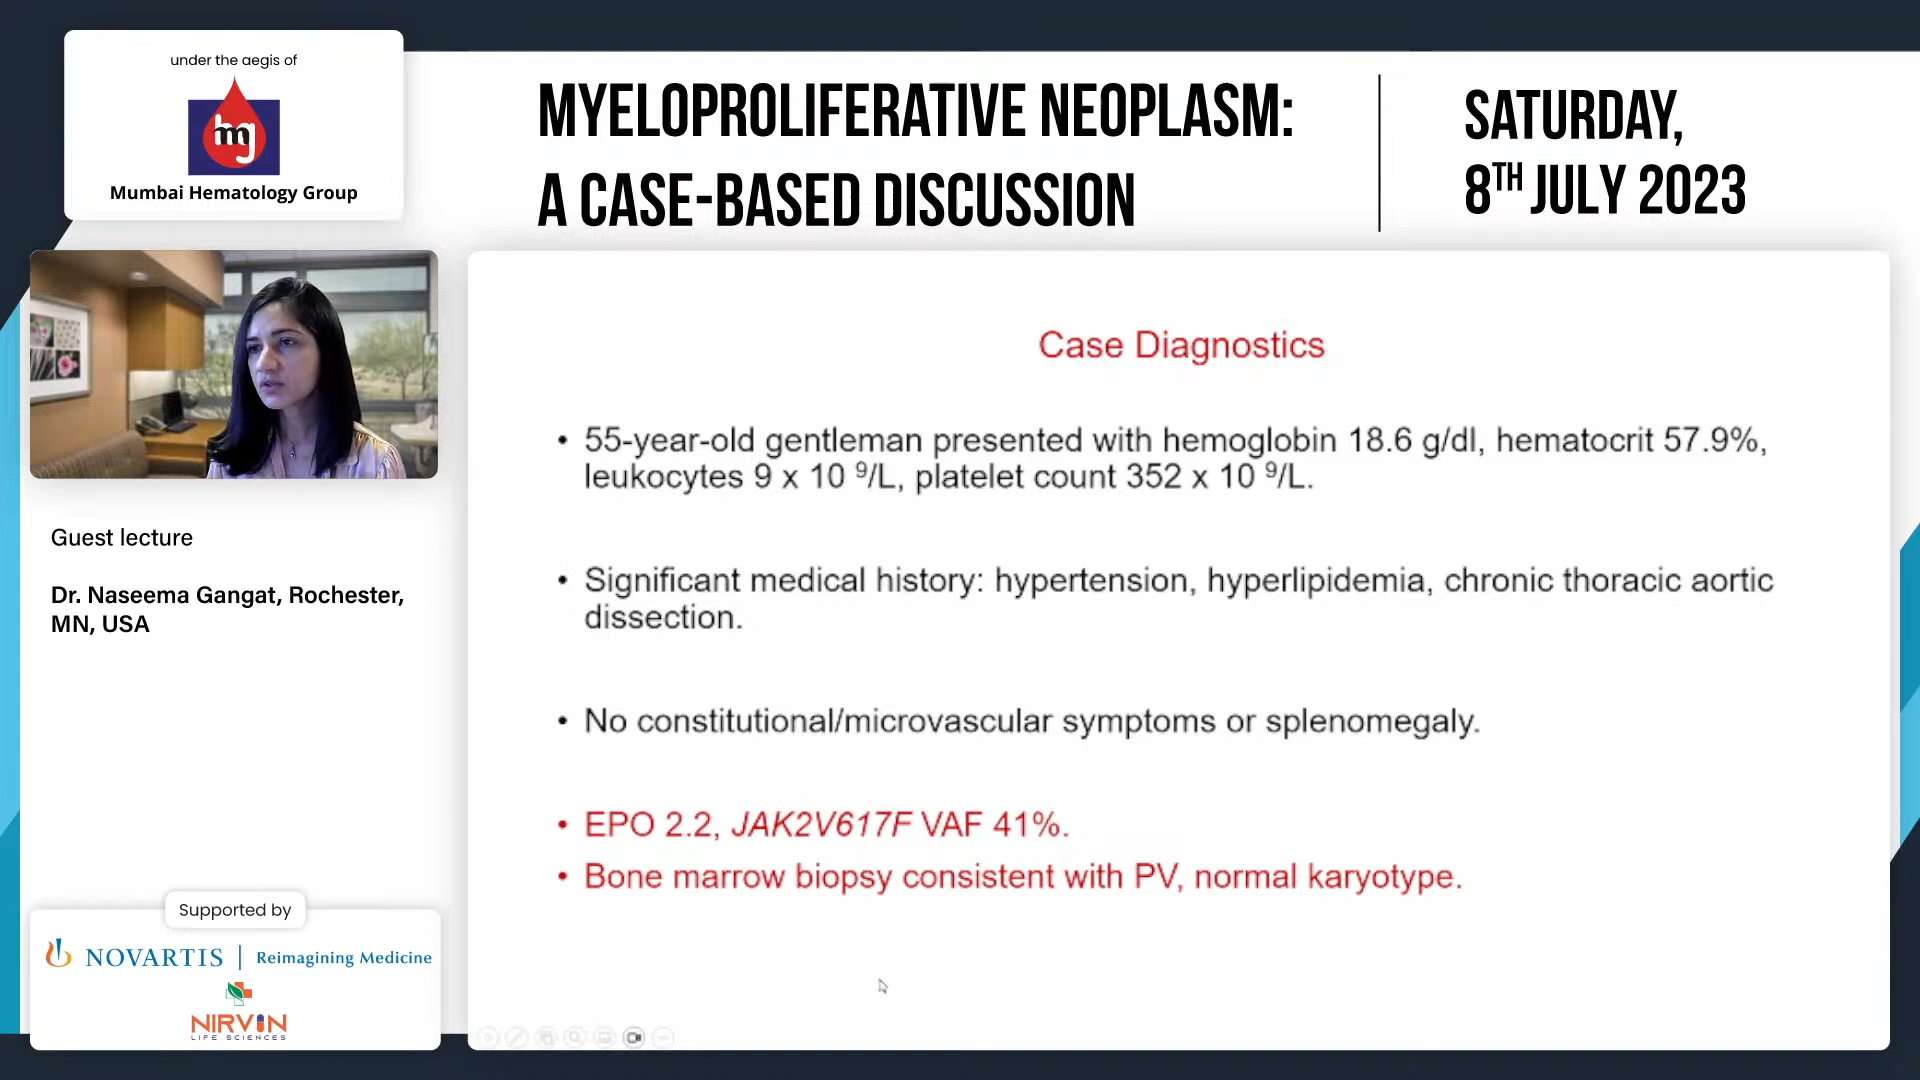 under the aegis of
mg
Mumbai Hematology Group
MYELOPROLIFERATIVE NEOPLASM:
A CASE-BASED DISCUSSION
SATURDAY,
8TH JULY 2023
Guest lecture
Dr. Naseema Gangat, Rochester,
MN, USA
Case Diagnostics
• 55-year-old gentleman presented with hemoglobin 18.6 g/dl, hematocrit 57.9%,
leukocytes 9 x 10 ⁹/L, platelet count 352 x 10 ⁹/L.
• Significant medical history: hypertension, hyperlipidemia, chronic thoracic aortic
dissection.
• No constitutional/microvascular symptoms or splenomegaly.
• EPO 2.2, JAK2V617F VAF 41%.
• Bone marrow biopsy consistent with PV, normal karyotype.
Supported by
NOVARTIS | Reimagining Medicine
NIRVIN
LIFE SCIENCES